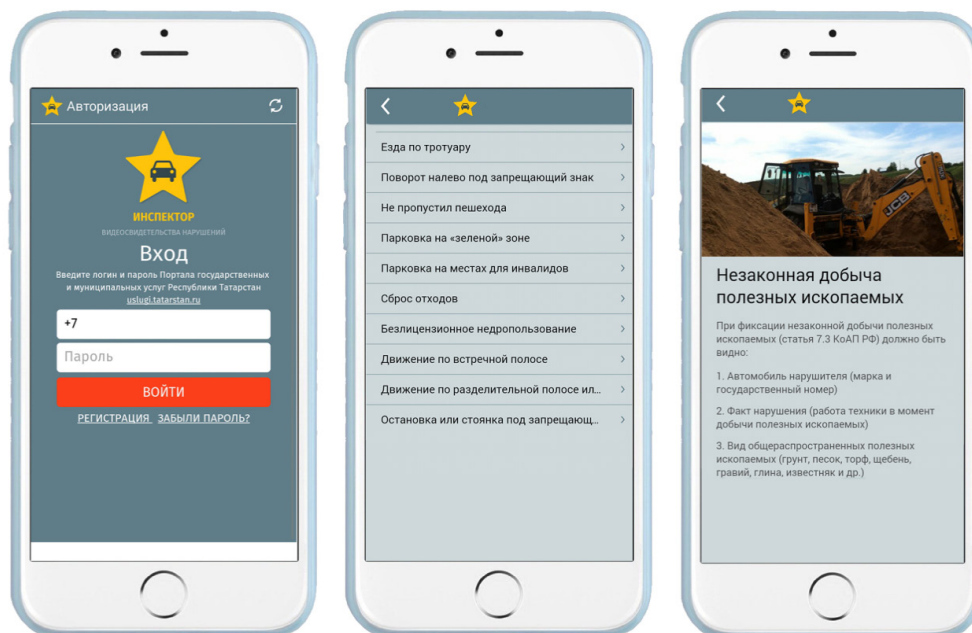 Авторизация
ИНСПЕКТОР
ВИДЕОСВИДЕТЕЛЬСТВА НАРУШЕНИЙ
Вход
Введите логин и пароль Портала государственных
и муниципальных услуг Республики Татарстан
uslugi.tatarstan.ru
+7
Пароль
ВОЙТИ
РЕГИСТРАЦИЯ ЗАБЫЛИ ПАРОЛЬ?
Езда по тротуару
Поворот налево под запрещающий знак
Не пропустил пешехода
Парковка на «зеленой» зоне
Парковка на местах для инвалидов
Сброс отходов
Безлицензионное недропользование
Движение по встречной полосе
Движение по разделительной полосе ил...
Остановка или стоянка под запрещающ...
JCB
Незаконная добыча
полезных ископаемых
При фиксации незаконной добычи полезных
ископаемых (статья 7.3 КоАП РФ) должно быть
видно:
1. Автомобиль нарушителя (марка и
государственный номер)
2. Факт нарушения (работа техники в момент
добычи полезных ископаемых)
3. Вид общераспространенных полезных
ископаемых (грунт, песок, торф, щебень,
гравий, глина, известняк и др.)